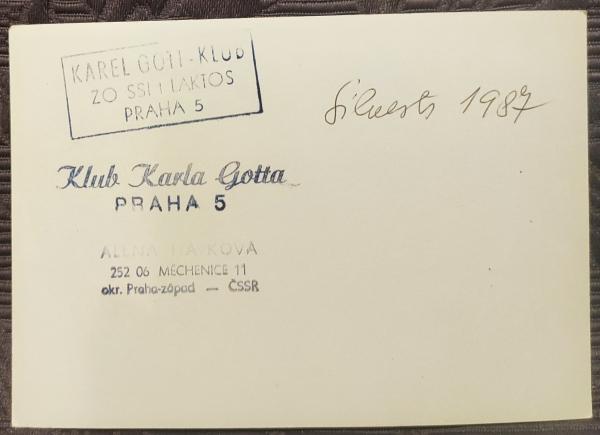 KAREL GOTT-KLUB
ZO SSM LAKTOS
PRAHA 5
Silvestr 1987
Klub Karla Gotta
PRAHA 5
ALENA
252 06 MĚCHENICE 11
okr. Praha-západ — ČSSR